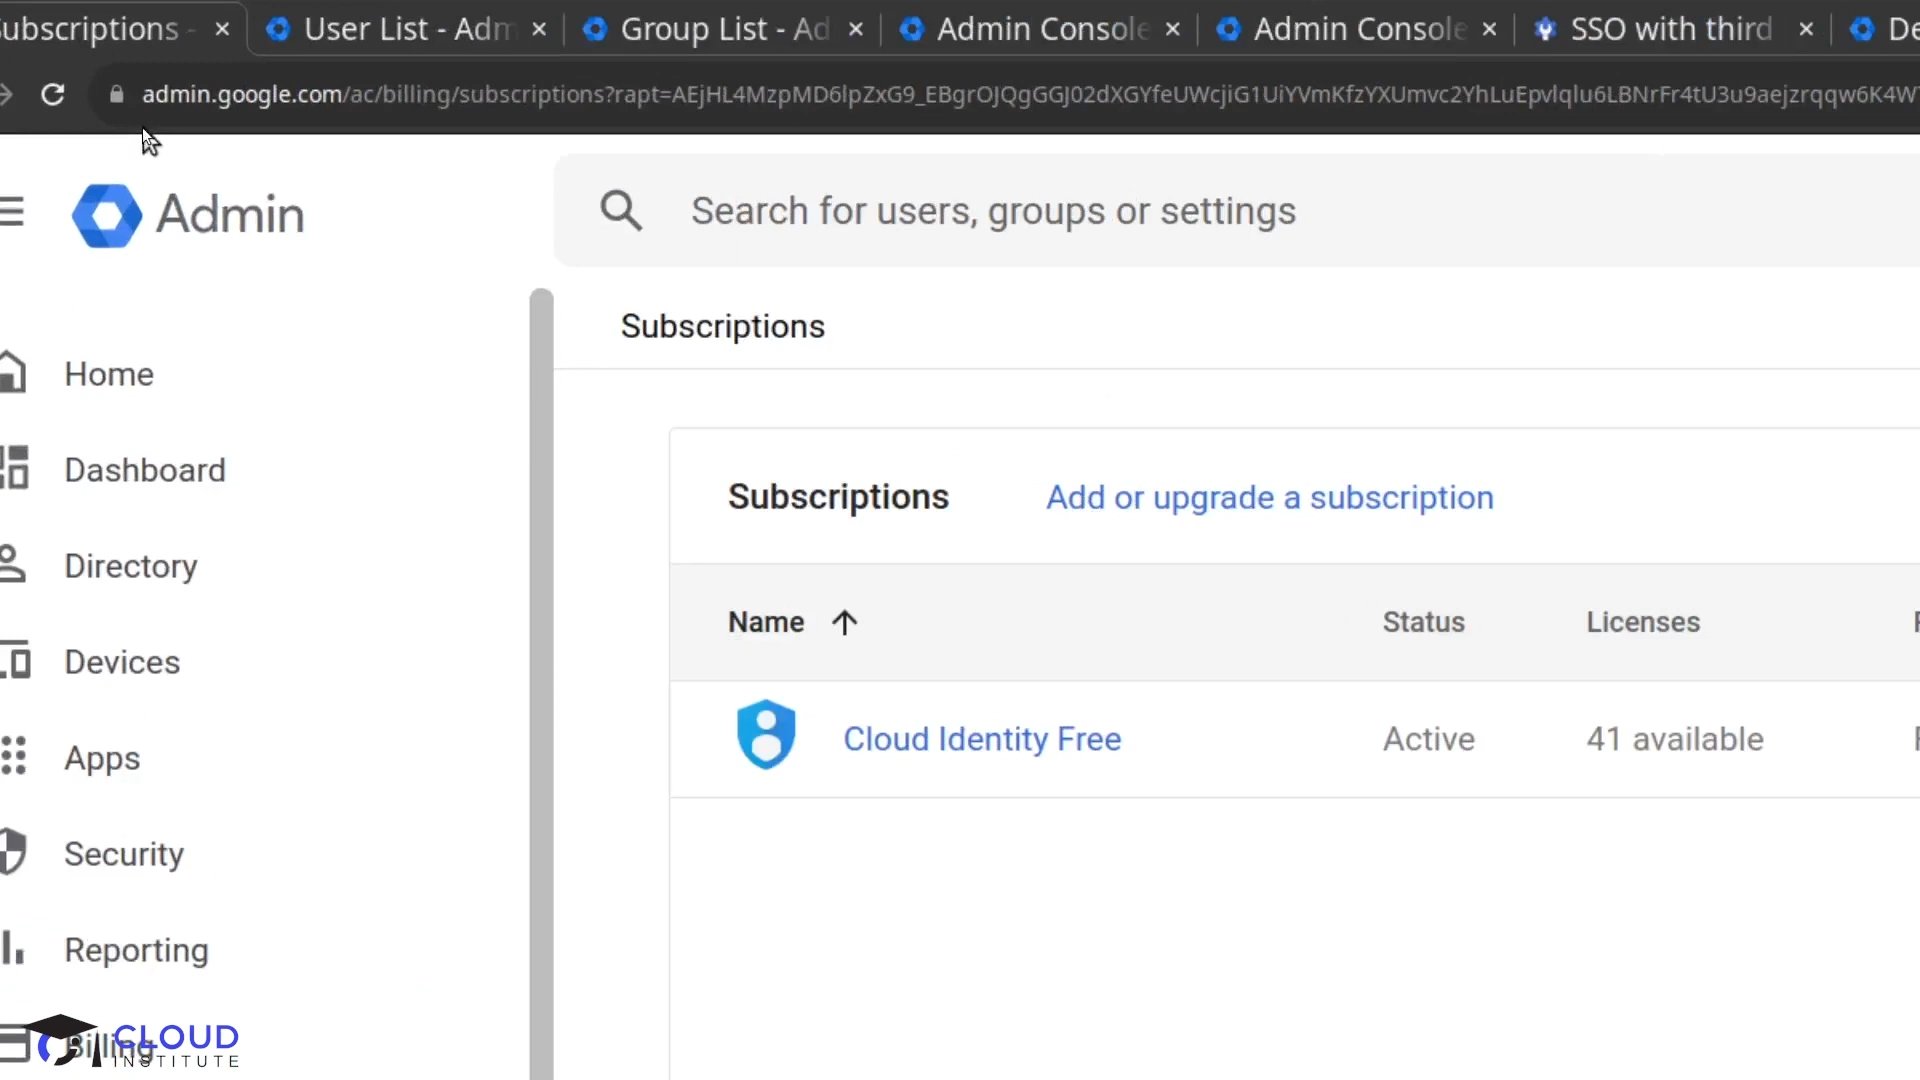 ubscriptions - × User List - Adm × Group List - Ad × Admin Console × Admin Console × SSO with third × De
admin.google.com/ac/billing/subscriptions?rapt=AEjHL4MzpMD6lpZxG9_EBgrOJQgGGJ02dXGYfeUWcjiG1UiYVmKfzYXUmvc2YhLuEpvlqlu6LBNrFr4tU3u9aejzrqqw6K4W
Admin
Search for users, groups or settings
Subscriptions
Home
Dashboard
Directory
Devices
Apps
Security
Reporting
Billing
Subscriptions Add or upgrade a subscription
Name Status Licenses
Cloud Identity Free Active 41 available
CLOUD
INSTITUTE